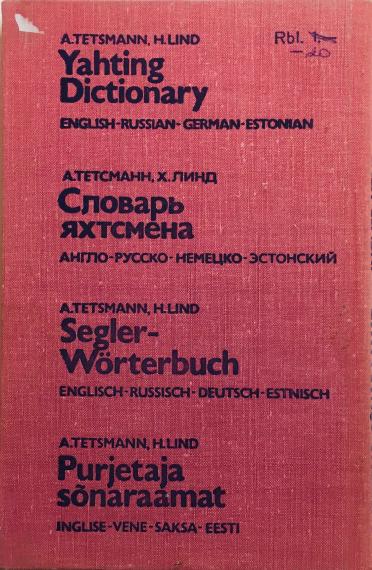 A.TETSMANN, H.LIND
Rbl.
-20
Yahting
Dictionary
ENGLISH-RUSSIAN-GERMAN-ESTONIAN
А.ТЕТСМАНН, Х.ЛИНД
Словарь
яхтсмена
АНГЛО-РУССКО-НЕМЕЦКО-ЭСТОНСКИЙ
A.TETSMANN, H.LIND
Segler-
Wörterbuch
ENGLISCH-RUSSISCH-DEUTSCH-ESTNISCH
A.TETSMANN, H.LIND
Purjetaja
sõnaraamat
INGLISE-VENE-SAKSA-EESTI